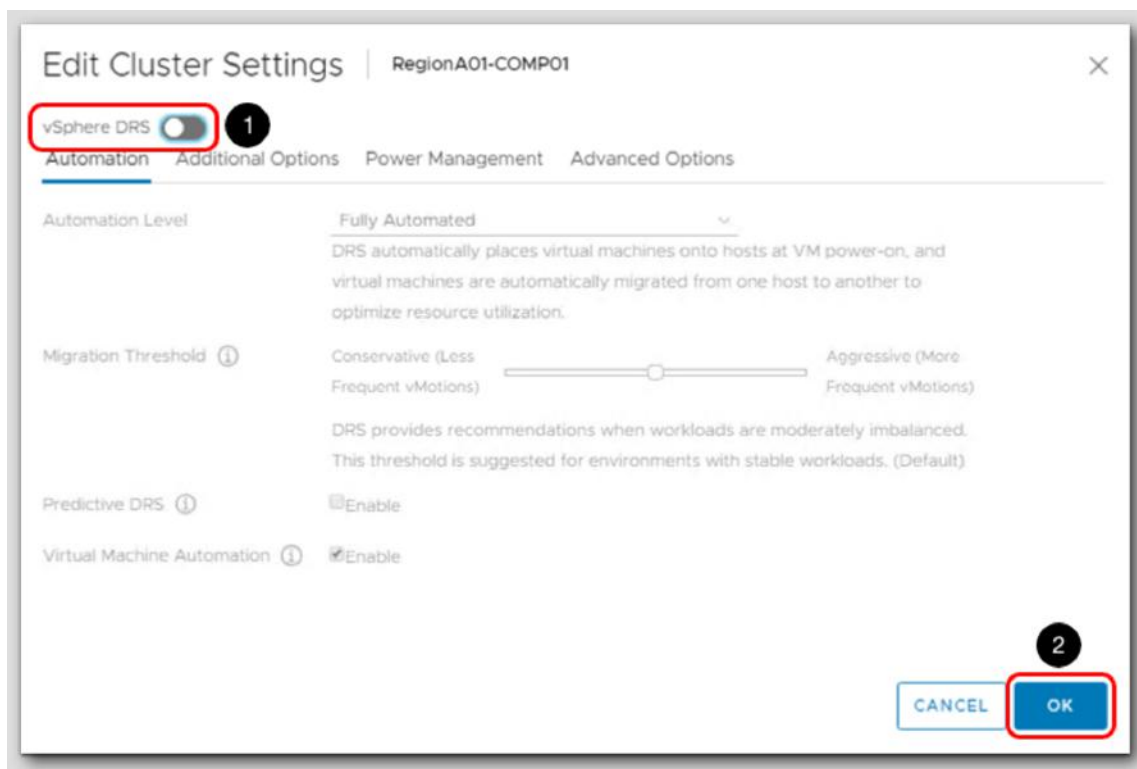 Edit Cluster Settings RegionA01-COMP01
vSphere DRS 1
Automation Additional Options Power Management Advanced Options
Automation Level Fully Automated
DRS automatically places virtual machines onto hosts at VM power-on, and
virtual machines are automatically migrated from one host to another to
optimize resource utilization.
Migration Threshold Conservative (Less Aggressive (More
Frequent vMotions) Frequent vMotions)
DRS provides recommendations when workloads are moderately imbalanced.
This threshold is suggested for environments with stable workloads. (Default)
Predictive DRS Enable
Virtual Machine Automation Enable
2
CANCEL OK